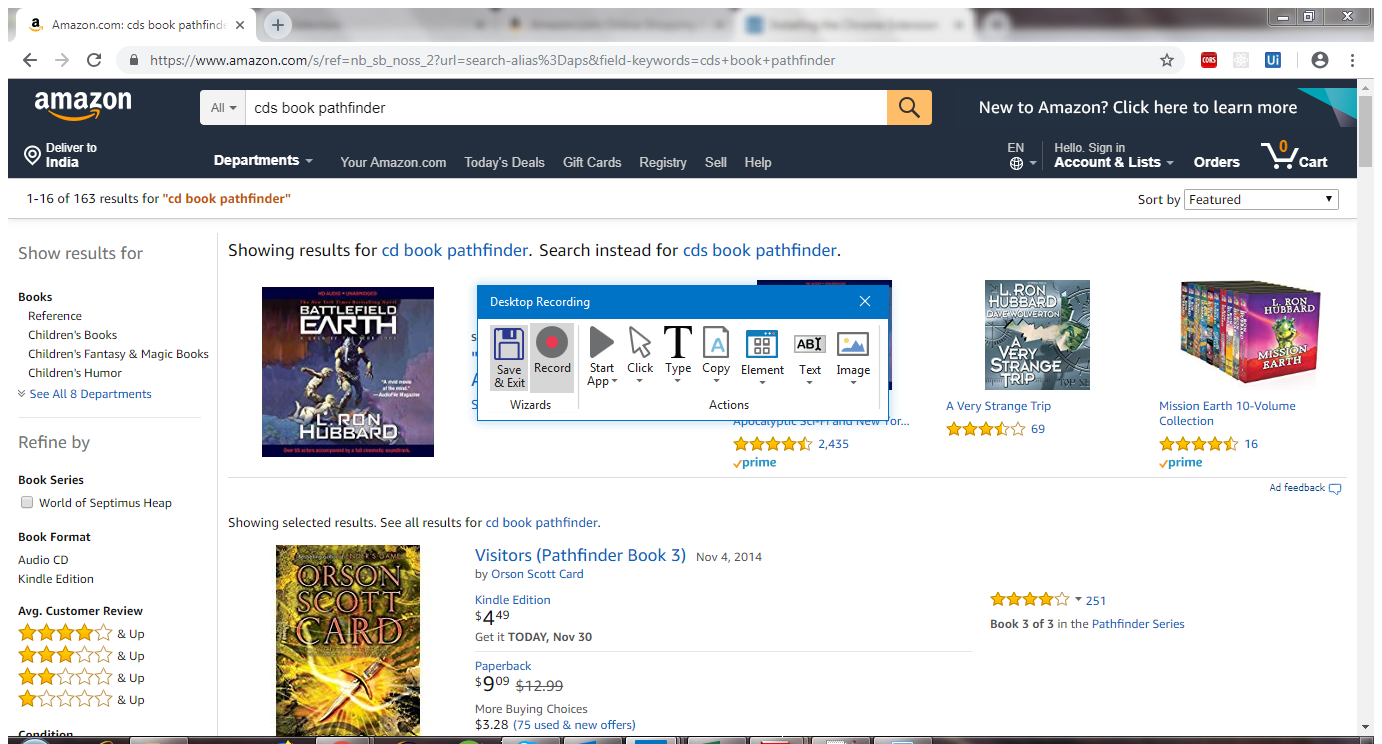 Amazon.com: cds book pathfinde
https://www.amazon.com/s/ref=nb_sb_noss_2?url=search-alias%3Daps&field-keywords=cds+book+pathfinder
CORS
Ui
amazon
All
cds book pathfinder
New to Amazon? Click here to learn more
Deliver to
India
Departments
Your Amazon.com
Today's Deals
Gift Cards
Registry
Sell
Help
EN
Hello. Sign in
Account & Lists
Orders
0
Cart
1-16 of 163 results for "cd book pathfinder"
Sort by Featured
Show results for
Books
Reference
Children's Books
Children's Fantasy & Magic Books
Children's Humor
See All 8 Departments
Refine by
Book Series
World of Septimus Heap
Book Format
Audio CD
Kindle Edition
Avg. Customer Review
& Up
& Up
& Up
& Up
Condition
Showing results for cd book pathfinder. Search instead for cds book pathfinder.
BATTLEFIELD
EARTH
L. RON
HUBBARD
Desktop Recording
Save
& Exit
Record
Start
App
Click
Type
Copy
Element
Text
Image
Wizards
Actions
Apocalyptic Sci-Fi and New Yor...
2,435
prime
L. RON
HUBBARD
DAVE WOLVERTON
A
VERY
STRANGE
TRIP
A Very Strange Trip
69
L. RON
HUBBARD
MISSION
EARTH
Mission Earth 10-Volume
Collection
16
prime
Ad feedback
Showing selected results. See all results for cd book pathfinder.
ORSON
SCOTT
CARD
Visitors (Pathfinder Book 3) Nov 4, 2014
by Orson Scott Card
Kindle Edition
$4.49
Get it TODAY, Nov 30
Paperback
$9.09 $12.99
More Buying Choices
$3.28 (75 used & new offers)
251
Book 3 of 3 in the Pathfinder Series